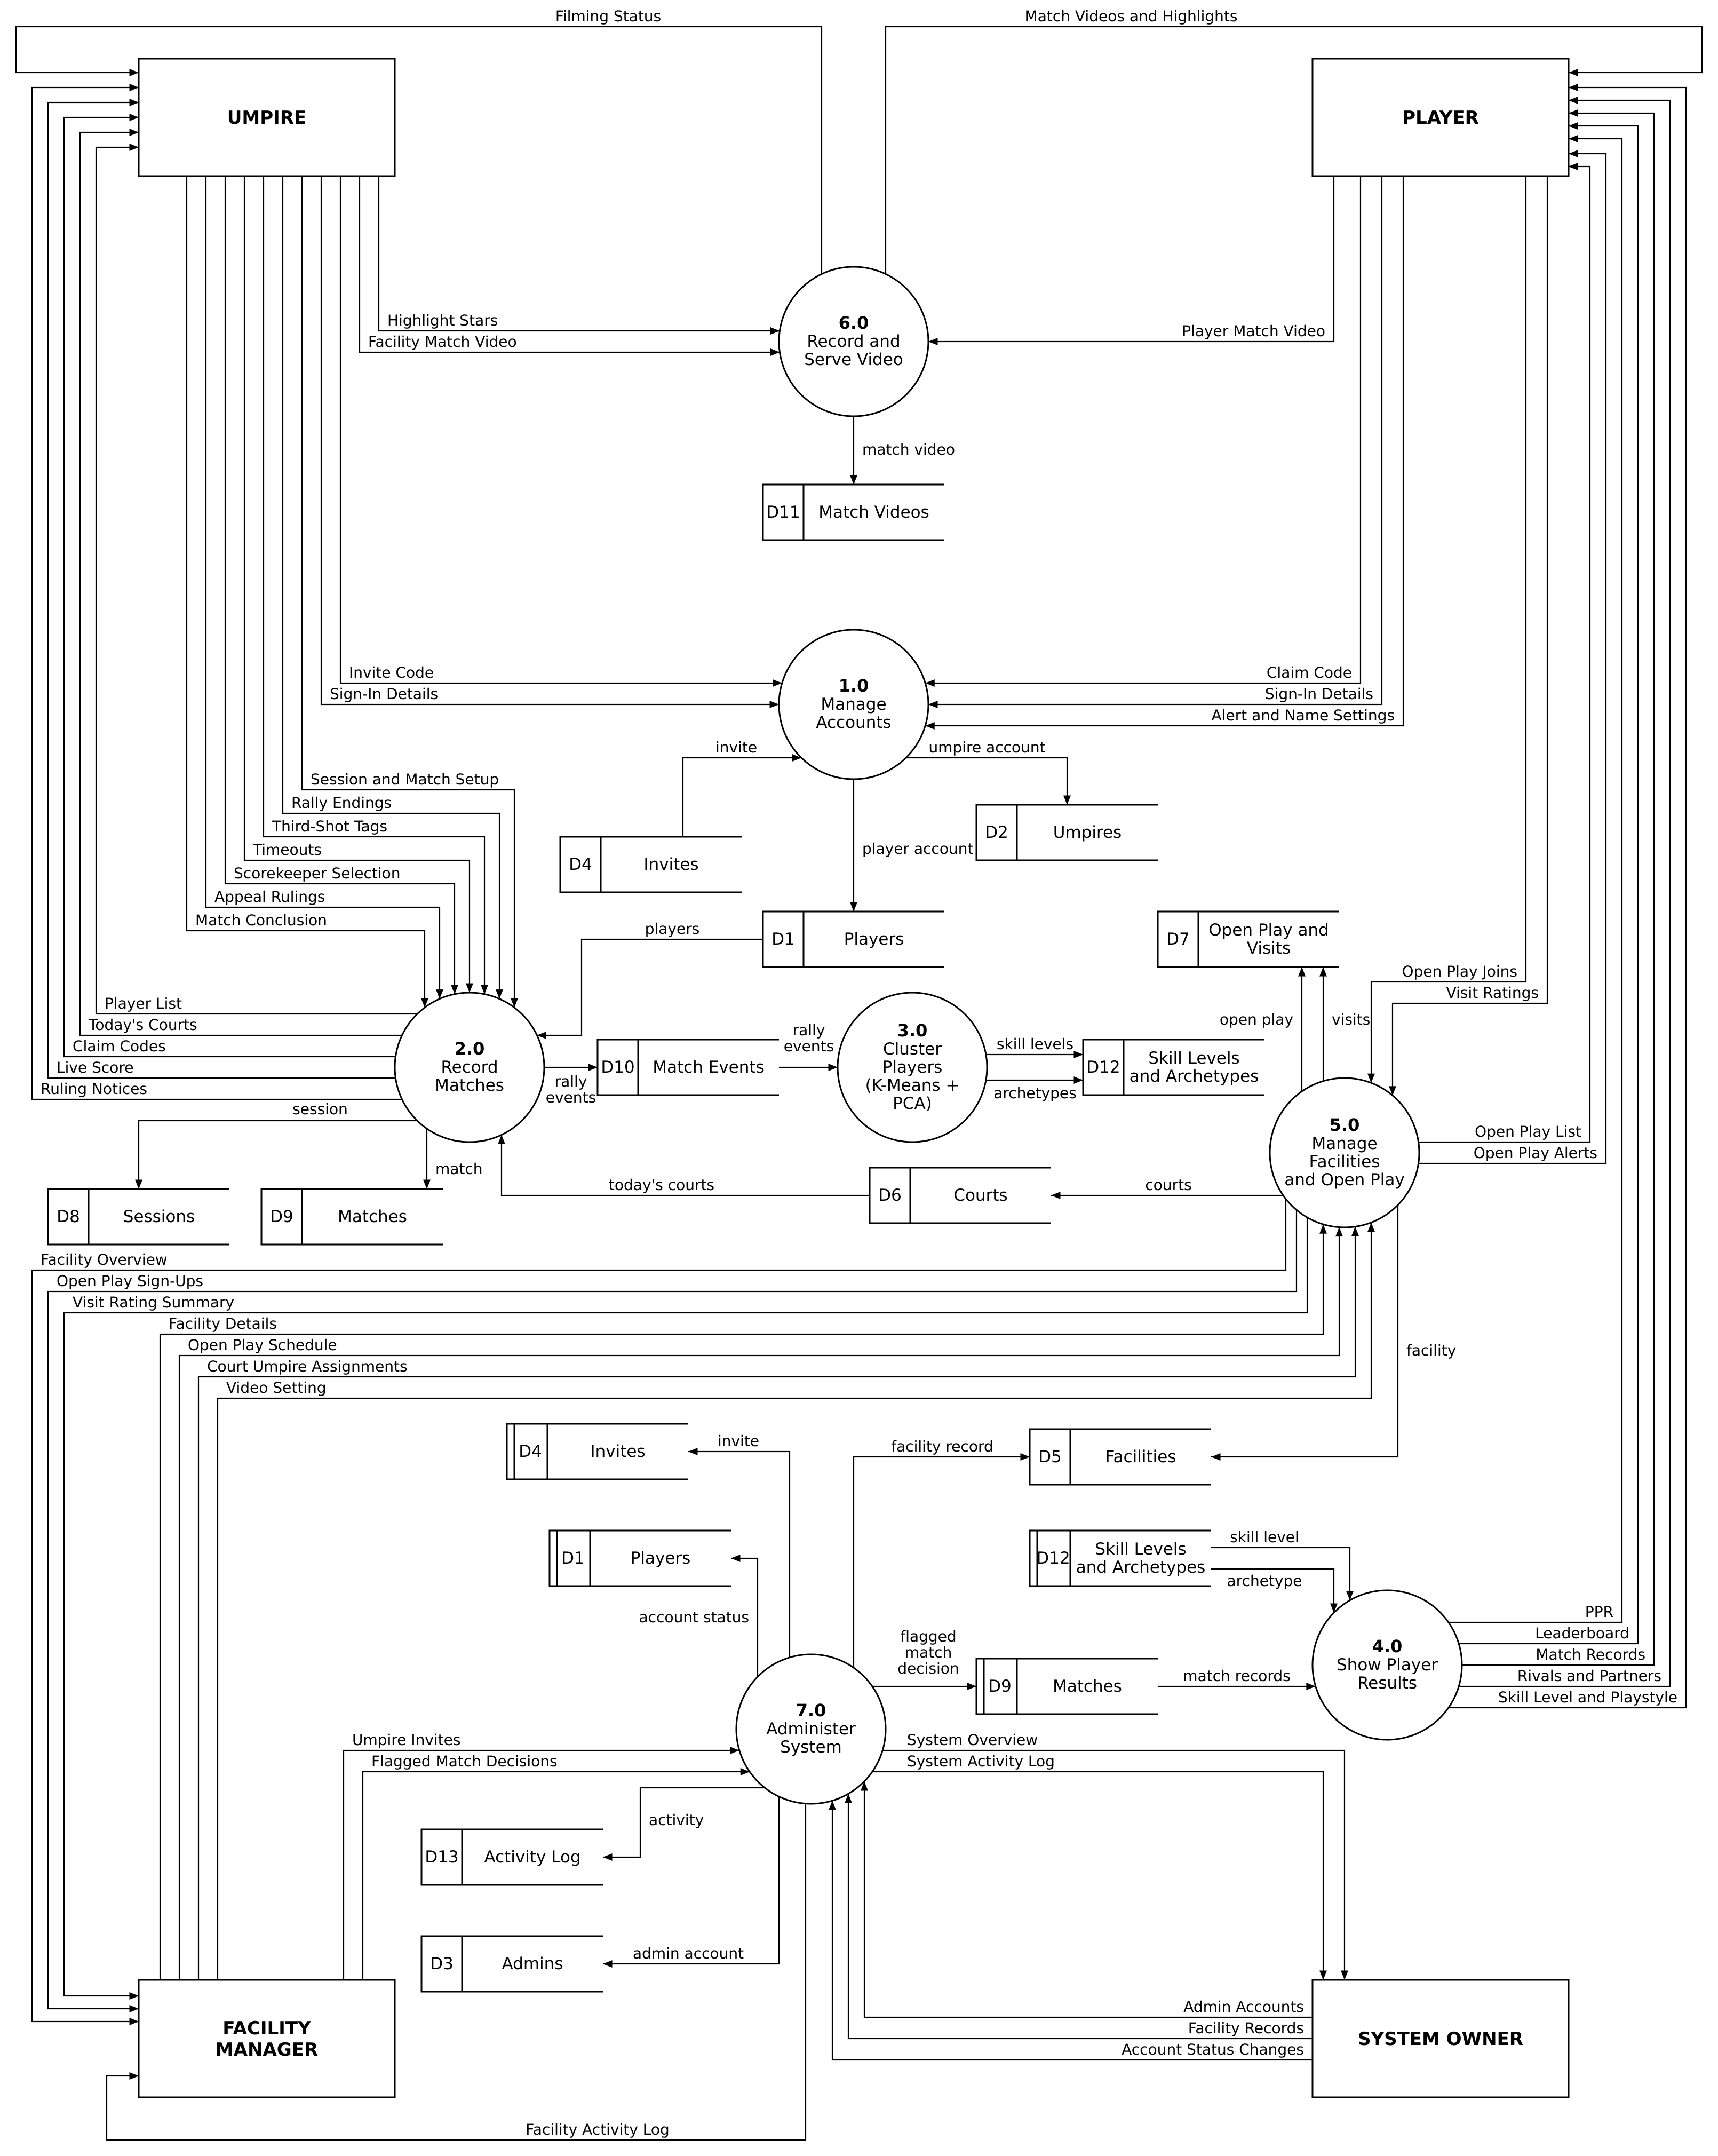 Filming Status
Match Videos and Highlights
UMPIRE
PLAYER
Highlight Stars
Facility Match Video
6.0
Record and
Serve Video
Player Match Video
match video
D11
Match Videos
Invite Code
Sign-In Details
1.0
Manage
Accounts
Claim Code
Sign-In Details
Alert and Name Settings
invite
umpire account
Session and Match Setup
Rally Endings
Third-Shot Tags
Timeouts
Scorekeeper Selection
Appeal Rulings
Match Conclusion
D4
Invites
player account
D2
Umpires
players
D1
Players
D7
Open Play and
Visits
Open Play Joins
Visit Ratings
open play
visits
Player List
Today's Courts
Claim Codes
Live Score
Ruling Notices
2.0
Record
Matches
rally
events
D10
Match Events
rally
events
3.0
Cluster
Players
(K-Means +
PCA)
skill levels
archetypes
D12
Skill Levels
and Archetypes
5.0
Manage
Facilities
and Open Play
Open Play List
Open Play Alerts
session
match
D8
Sessions
D9
Matches
today's courts
D6
Courts
courts
Facility Overview
Open Play Sign-Ups
Visit Rating Summary
Facility Details
Open Play Schedule
Court Umpire Assignments
Video Setting
facility
D4
Invites
invite
facility record
D5
Facilities
D1
Players
account status
D12
Skill Levels
and Archetypes
skill level
archetype
flagged
match
decision
D9
Matches
match records
4.0
Show Player
Results
PPR
Leaderboard
Match Records
Rivals and Partners
Skill Level and Playstyle
7.0
Administer
System
Umpire Invites
Flagged Match Decisions
System Overview
System Activity Log
activity
D13
Activity Log
D3
Admins
admin account
FACILITY
MANAGER
Admin Accounts
Facility Records
Account Status Changes
SYSTEM OWNER
Facility Activity Log